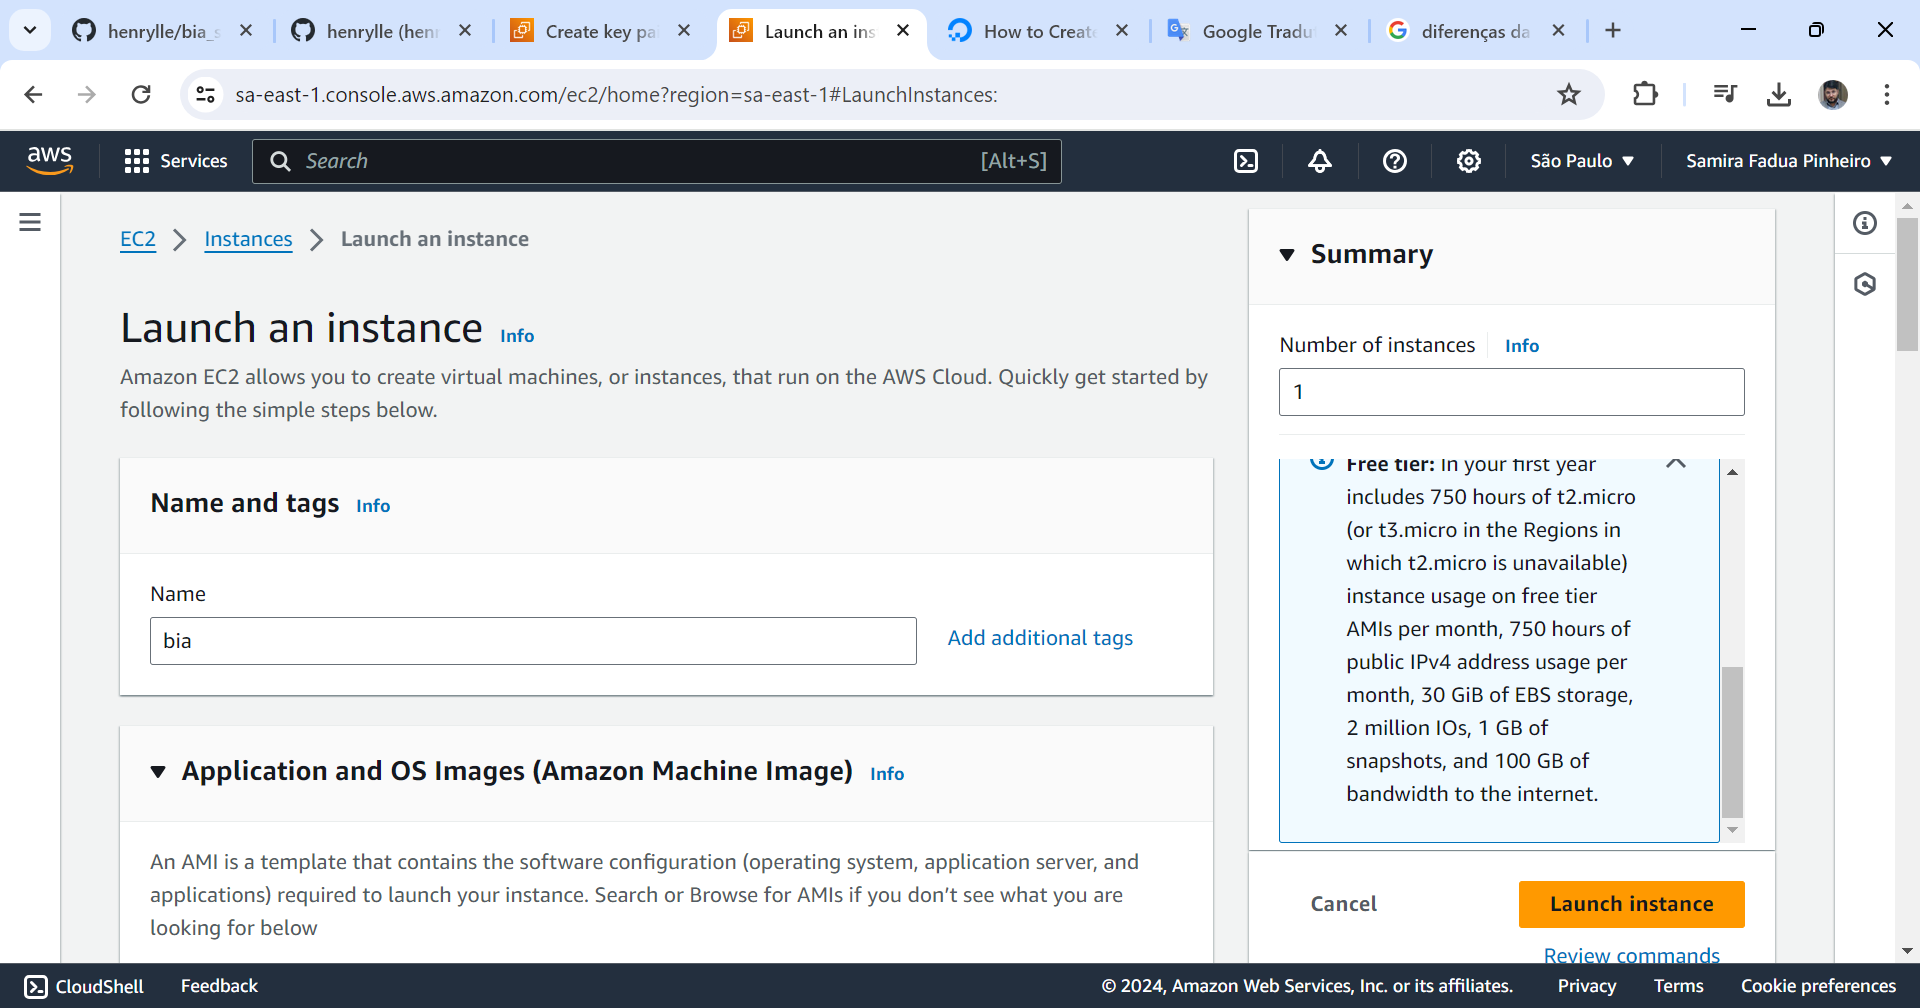 henrylle/bia_s
henrylle (henr
Create key pai
Launch an ins
How to Create
Google Tradu
diferenças da
sa-east-1.console.aws.amazon.com/ec2/home?region=sa-east-1#LaunchInstances:
aws
Services
Search
[Alt+S]
São Paulo
Samira Fadua Pinheiro
EC2
Instances
Launch an instance
Launch an instance Info
Amazon EC2 allows you to create virtual machines, or instances, that run on the AWS Cloud. Quickly get started by
following the simple steps below.
Name and tags Info
Name
bia
Add additional tags
Application and OS Images (Amazon Machine Image) Info
An AMI is a template that contains the software configuration (operating system, application server, and
applications) required to launch your instance. Search or Browse for AMIs if you don’t see what you are
looking for below
Summary
Number of instances Info
1
Free tier: In your first year
includes 750 hours of t2.micro
(or t3.micro in the Regions in
which t2.micro is unavailable)
instance usage on free tier
AMIs per month, 750 hours of
public IPv4 address usage per
month, 30 GiB of EBS storage,
2 million IOs, 1 GB of
snapshots, and 100 GB of
bandwidth to the internet.
Cancel
Launch instance
Review commands
CloudShell
Feedback
© 2024, Amazon Web Services, Inc. or its affiliates.
Privacy
Terms
Cookie preferences